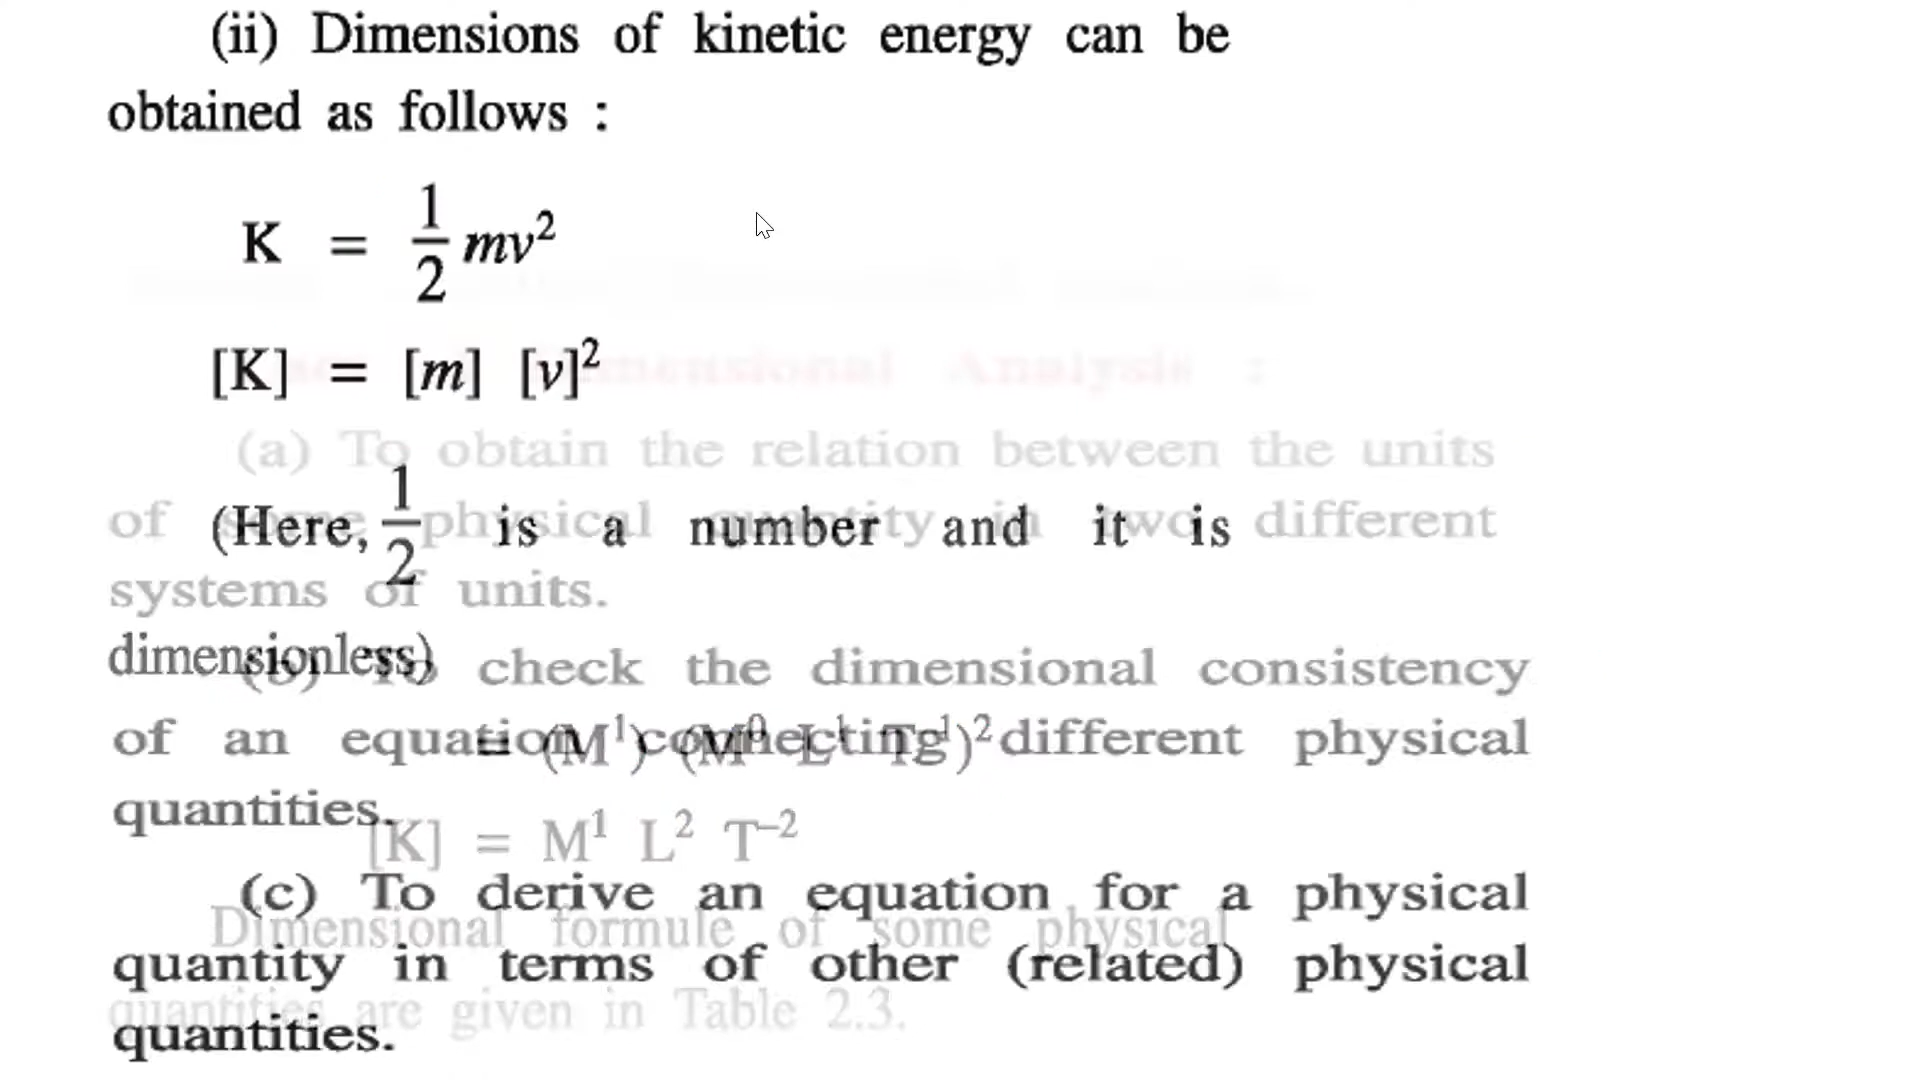 (ii) Dimensions of kinetic energy can be
obtained as follows :
K = 1/2 mv²
[K] = [m] [v]²
Dimensional Analysis :
(a) To obtain the relation between the units
of some physical quantity in two different
systems of units.
(Here, 1/2 is a number and it is
dimensionless)
(b) To check the dimensional consistency
of an equation connecting different physical
quantities.
= (M¹) (M⁰ L¹ T⁻¹)²
[K] = M¹ L² T⁻²
(c) To derive an equation for a physical
quantity in terms of other (related) physical
quantities.
Dimensional formule of some physical
quantities are given in Table 2.3.